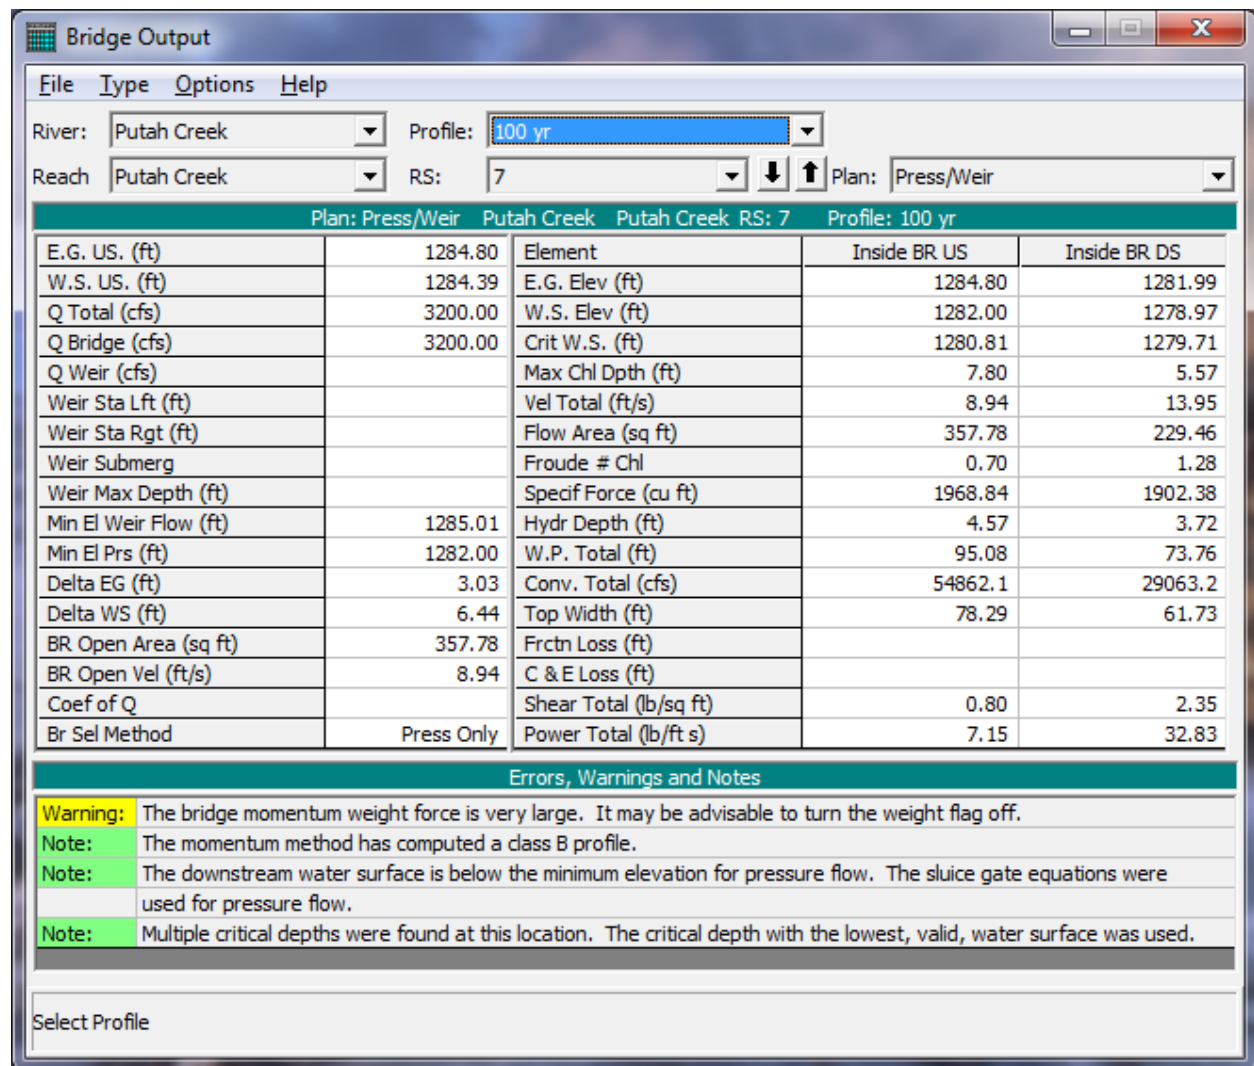 Bridge Output
File Type Options Help
River: Putah Creek Profile: 100 yr
Reach Putah Creek RS: 7 Plan: Press/Weir
Plan: Press/Weir Putah Creek Putah Creek RS: 7 Profile: 100 yr
E.G. US. (ft) 1284.80 Element Inside BR US Inside BR DS
W.S. US. (ft) 1284.39 E.G. Elev (ft) 1284.80 1281.99
Q Total (cfs) 3200.00 W.S. Elev (ft) 1282.00 1278.97
Q Bridge (cfs) 3200.00 Crit W.S. (ft) 1280.81 1279.71
Q Weir (cfs) Max Chl Dpth (ft) 7.80 5.57
Weir Sta Lft (ft) Vel Total (ft/s) 8.94 13.95
Weir Sta Rgt (ft) Flow Area (sq ft) 357.78 229.46
Weir Submerg Froude # Chl 0.70 1.28
Weir Max Depth (ft) Specif Force (cu ft) 1968.84 1902.38
Min El Weir Flow (ft) 1285.01 Hydr Depth (ft) 4.57 3.72
Min El Prs (ft) 1282.00 W.P. Total (ft) 95.08 73.76
Delta EG (ft) 3.03 Conv. Total (cfs) 54862.1 29063.2
Delta WS (ft) 6.44 Top Width (ft) 78.29 61.73
BR Open Area (sq ft) 357.78 Frctn Loss (ft)
BR Open Vel (ft/s) 8.94 C & E Loss (ft)
Coef of Q Shear Total (lb/sq ft) 0.80 2.35
Br Sel Method Press Only Power Total (lb/ft s) 7.15 32.83
Errors, Warnings and Notes
Warning: The bridge momentum weight force is very large. It may be advisable to turn the weight flag off.
Note: The momentum method has computed a class B profile.
Note: The downstream water surface is below the minimum elevation for pressure flow. The sluice gate equations were
used for pressure flow.
Note: Multiple critical depths were found at this location. The critical depth with the lowest, valid, water surface was used.
Select Profile